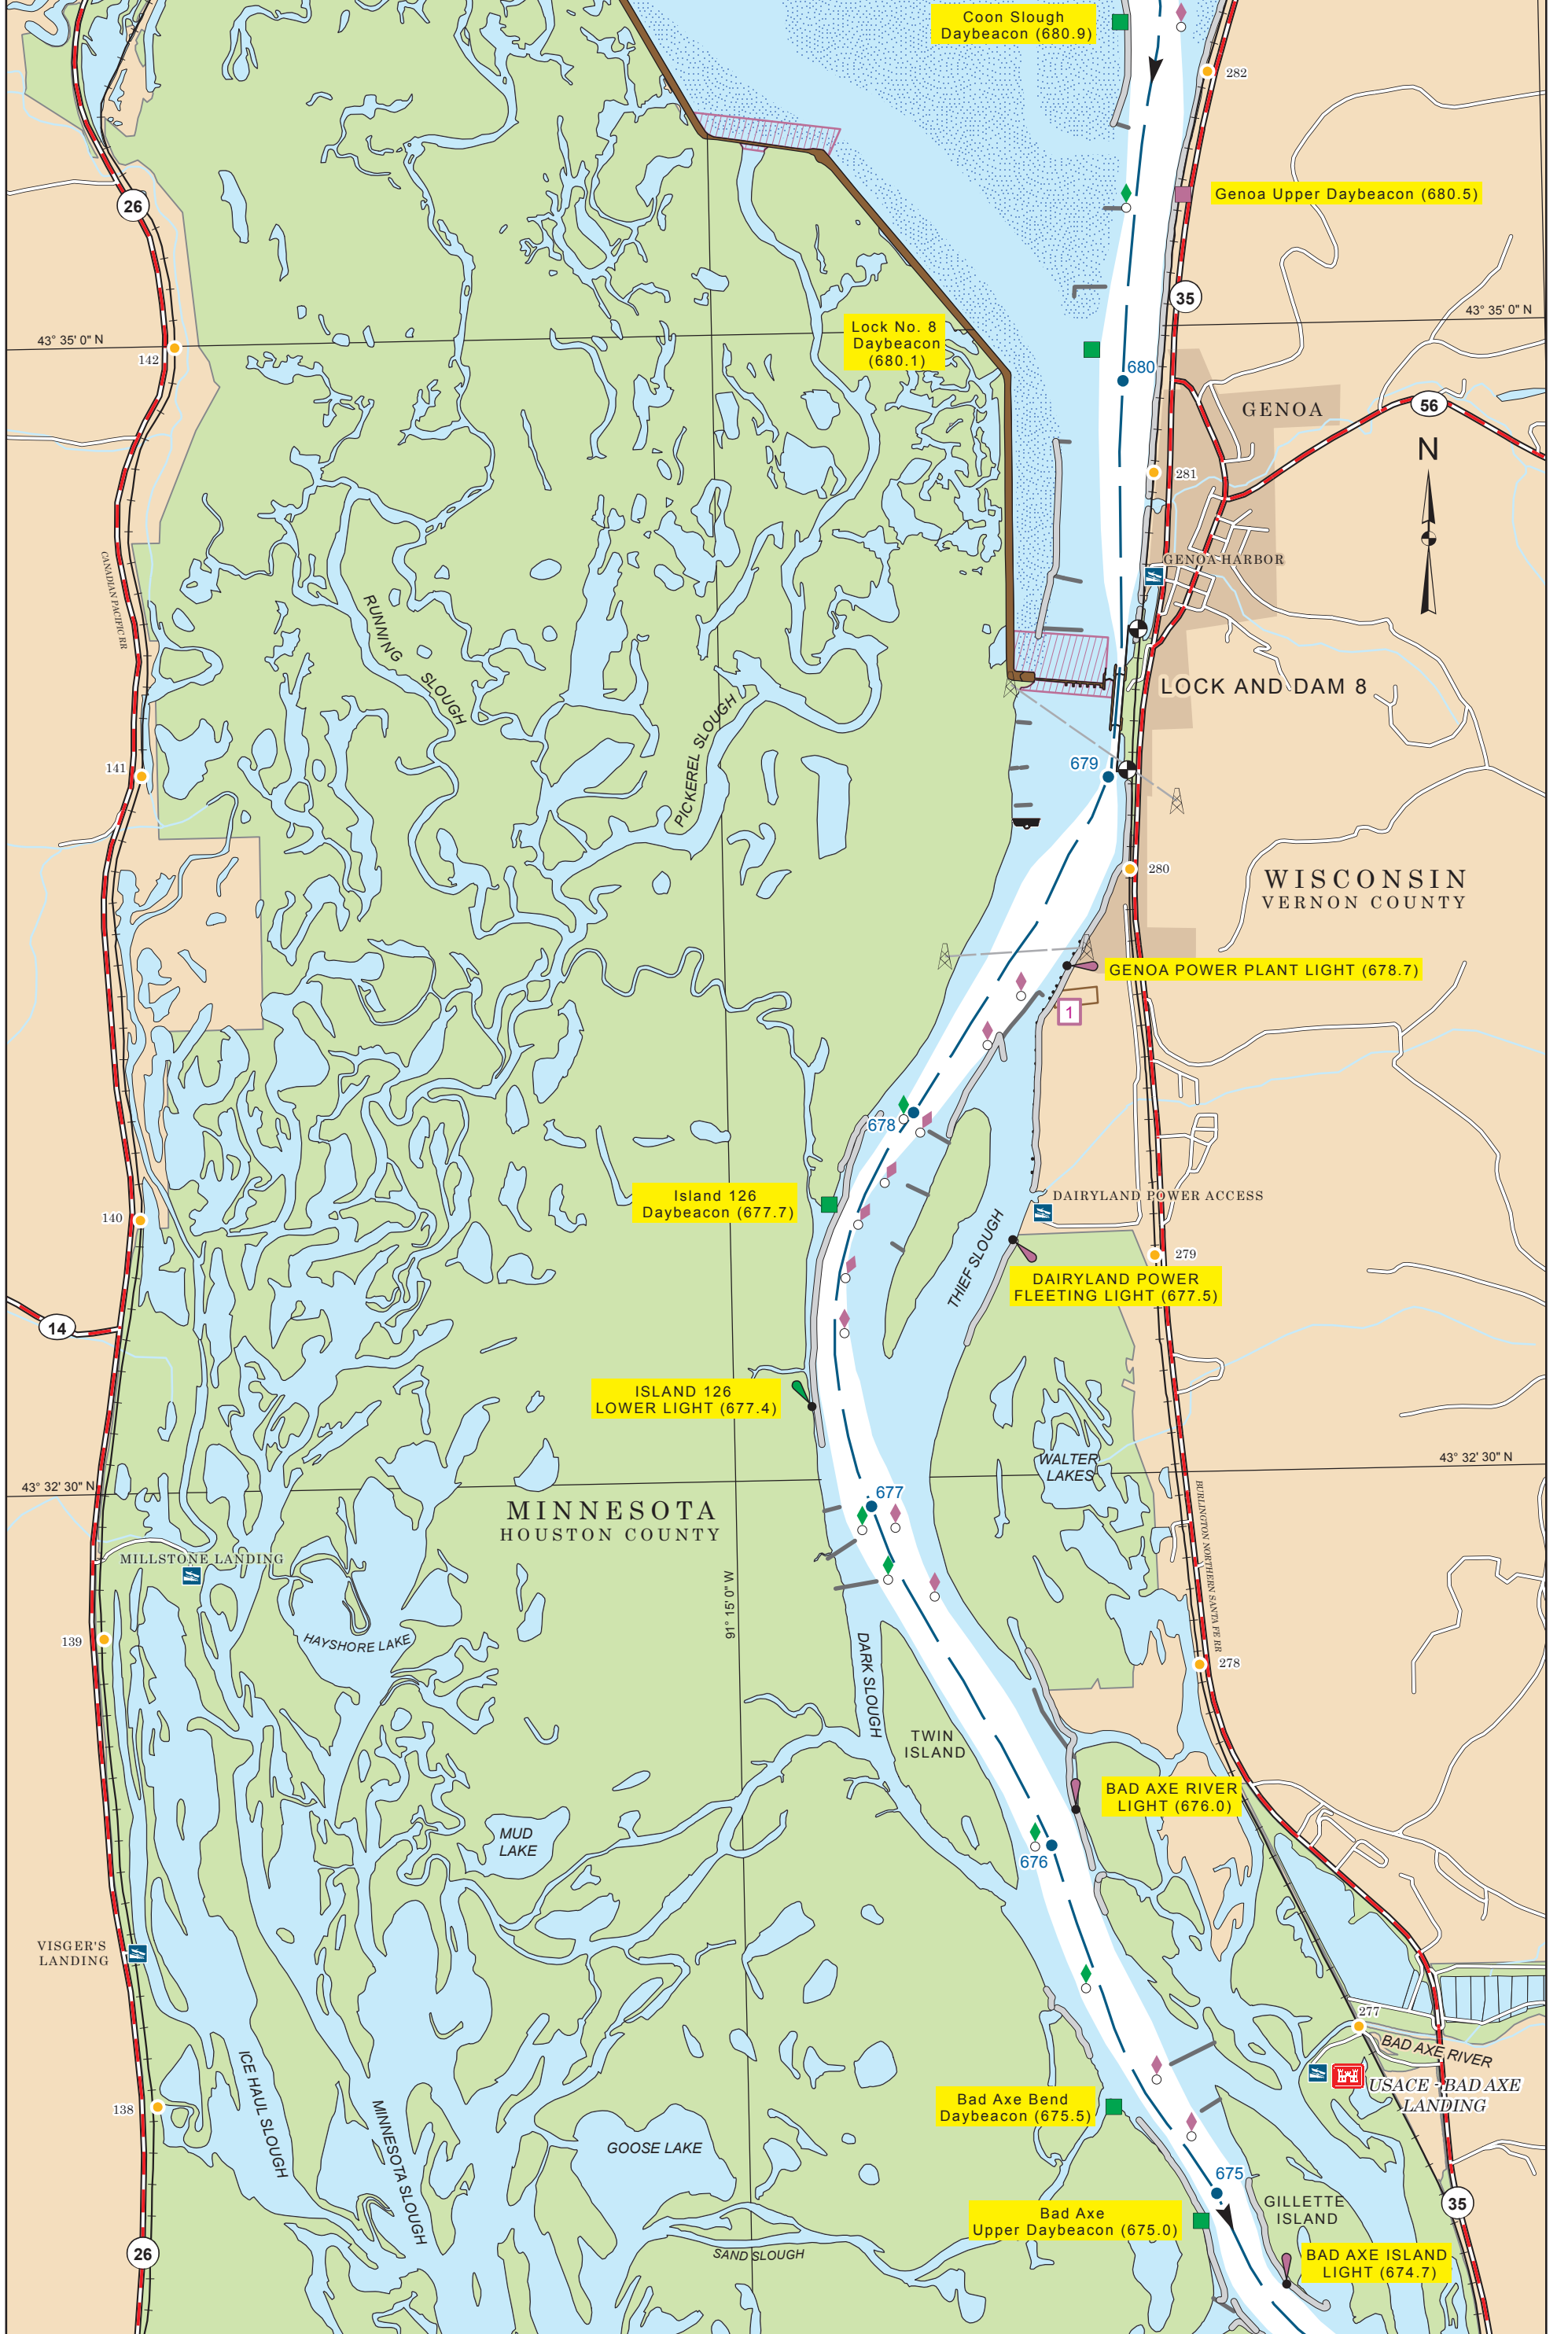 Coon Slough
Daybeacon (680.9)
282
Genoa Upper Daybeacon (680.5)
26
35
43° 35' 0" N
43° 35' 0" N
Lock No. 8
Daybeacon
(680.1)
142
680
GENOA
56
N
281
CANADIAN PACIFIC RR
GENOA HARBOR
RUNNING
SLOUGH
PICKEREL SLOUGH
LOCK AND DAM 8
141
679
280
WISCONSIN
VERNON COUNTY
GENOA POWER PLANT LIGHT (678.7)
1
678
Island 126
Daybeacon (677.7)
DAIRYLAND POWER ACCESS
140
THIEF SLOUGH
279
DAIRYLAND POWER
FLEETING LIGHT (677.5)
14
ISLAND 126
LOWER LIGHT (677.4)
WALTER
LAKES
43° 32' 30" N
43° 32' 30" N
677
MINNESOTA
HOUSTON COUNTY
BURLINGTON NORTHERN SANTA FE RR
MILLSTONE LANDING
91° 15' 0" W
139
HAYSHORE LAKE
278
DARK SLOUGH
TWIN
ISLAND
BAD AXE RIVER
LIGHT (676.0)
MUD
LAKE
676
VISGER'S
LANDING
277
BAD AXE RIVER
ICE HAUL SLOUGH
USACE - BAD AXE
LANDING
138
MINNESOTA SLOUGH
Bad Axe Bend
Daybeacon (675.5)
GOOSE LAKE
675
GILLETTE
ISLAND
35
Bad Axe
Upper Daybeacon (675.0)
26
SAND SLOUGH
BAD AXE ISLAND
LIGHT (674.7)